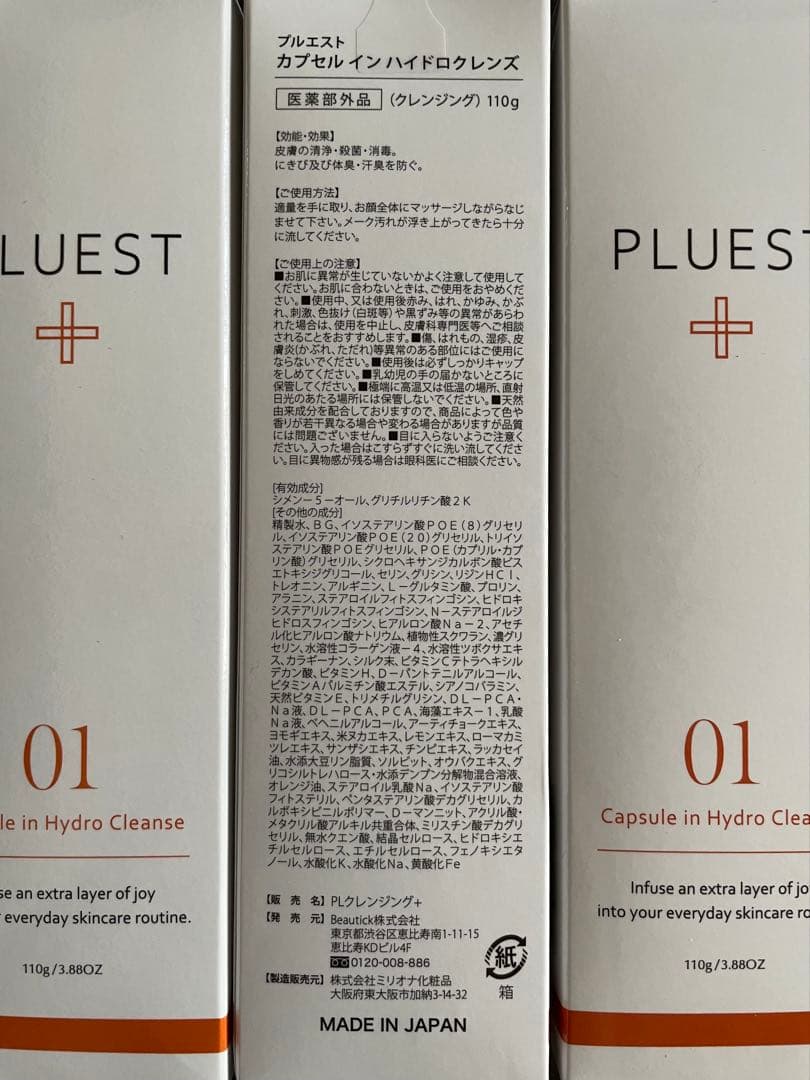 LUEST
01
le in Hydro Cleanse
se an extra layer of joy
r everyday skincare routine.
110g/3.88OZ
プルエスト
カプセル イン ハイドロクレンズ
医薬部外品 (クレンジング) 110g
【効能・効果】
皮膚の清浄・殺菌・消毒。
にきび及び体臭・汗臭を防ぐ。
【ご使用方法】
適量を手に取り、お顔全体にマッサージしながらなじ
ませて下さい。メーク汚れが浮き上がってきたら十分
に流してください。
【ご使用上の注意】
■お肌に異常が生じていないかよく注意して使用して
ください。お肌に合わないときは、ご使用をおやめくだ
さい。■使用中、又は使用後赤み、はれ、かゆみ、かぶ
れ、刺激、色抜け(白斑等)や黒ずみ等の異常があらわ
れた場合は、使用を中止し、皮膚科専門医等へご相談
されることをおすすめします。■傷、はれもの、湿疹、皮
膚炎(かぶれ、ただれ)等異常のある部位にはご使用に
ならないでください。■使用後は必ずしっかりキャップ
をしめてください。■乳幼児の手の届かないところに
保管してください。■極端に高温又は低温の場所、直射
日光のあたる場所には保管しないでください。■天然
由来成分を配合しておりますので、商品によって色や
香りが若干異なる場合や変わる場合がありますが品質
には問題ございません。■目に入らないようご注意く
ださい。入った場合はこすらずすぐに洗い流してくださ
い。目に異物感が残る場合は眼科医にご相談ください。
[有効成分]
シメン－５－オール、グリチルリチン酸２Ｋ
[その他の成分]
精製水、ＢＧ、イソステアリン酸ＰＯＥ(８)グリセリ
ル、イソステアリン酸ＰＯＥ(２０)グリセリル、トリイソ
ステアリン酸ＰＯＥグリセリル、ＰＯＥ(カプリル・カプ
リン酸)グリセリル、シクロヘキサンジカルボン酸ビス
エトキシジグリコール、セリン、グリシン、リジンＨＣｌ、
トレオニン、アルギニン、Ｌ－グルタミン酸、プロリン、
アラニン、ステアロイルフィトスフィンゴシン、ヒドロキ
システアリルフィトスフィンゴシン、Ｎ－ステアロイルジ
ヒドロスフィンゴシン、ヒアルロン酸Ｎａ－２、アセチ
ル化ヒアルロン酸ナトリウム、植物性スクワラン、濃グリ
セリン、水溶性コラーゲン液－４、水溶性ツボクサエキ
ス、カラギーナン、シルク末、ビタミンＣテトラヘキシル
デカン酸、ビタミンＨ、Ｄ－パントテニルアルコール、
ビタミンＡパルミチン酸エステル、シアノコバラミン、
天然ビタミンＥ、トリメチルグリシン、ＤＬ－ＰＣＡ・
Ｎａ液、ＤＬ－ＰＣＡ、ＰＣＡ、海藻エキス－１、乳酸
Ｎａ液、ベヘニルアルコール、アーティチョークエキス、
ヨモギエキス、米ヌカエキス、レモンエキス、ローマカミ
ツレエキス、サンザシエキス、チンピエキス、ラッカセイ
油、水添大豆リン脂質、ソルビット、オウバクエキス、グ
リコシルトレハロース・水添デンプン分解物混合溶液、
オレンジ油、ステアロイル乳酸Ｎａ、イソステアリン酸
フィトステリル、ペンタステアリン酸デカグリセリル、カ
ルボキシビニルポリマー、Ｄ－マンニット、アクリル酸・
メタクリル酸アルキル共重合体、ミリスチン酸デカグリ
セリル、無水クエン酸、結晶セルロース、ヒドロキシエ
チルセルロース、エチルセルロース、フェノキシエタ
ノール、水酸化Ｋ、水酸化Ｎａ、黄酸化Ｆｅ
【販 売 名】 PLクレンジング+
【発 売 元】 Beautick株式会社
東京都渋谷区恵比寿南1-11-15
恵比寿KDビル4F
0120-008-886
【製造販売元】 株式会社ミリオナ化粧品
大阪府東大阪市加納3-14-32
紙
箱
MADE IN JAPAN
PLUEST
01
Capsule in Hydro Clea
Infuse an extra layer of jo
into your everyday skincare ro
110g/3.88OZ